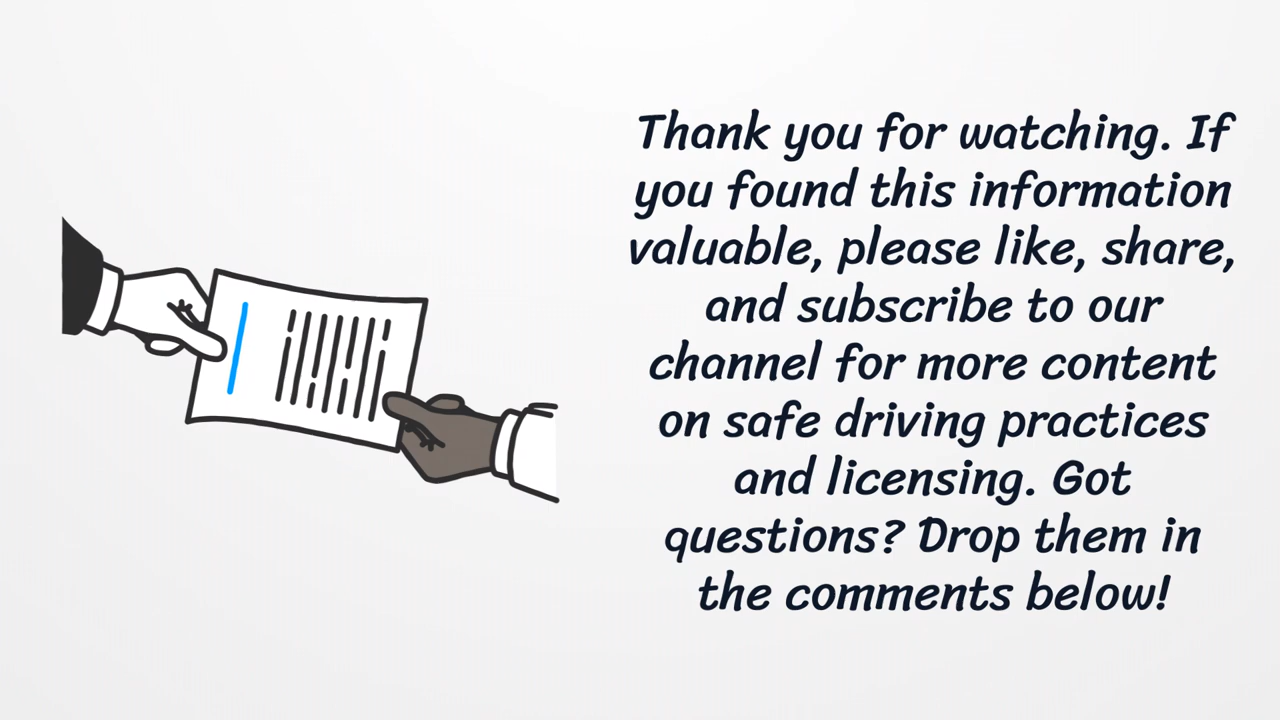 Thank you for watching. If
you found this information
valuable, please like, share,
and subscribe to our
channel for more content
on safe driving practices
and licensing. Got
questions? Drop them in
the comments below!